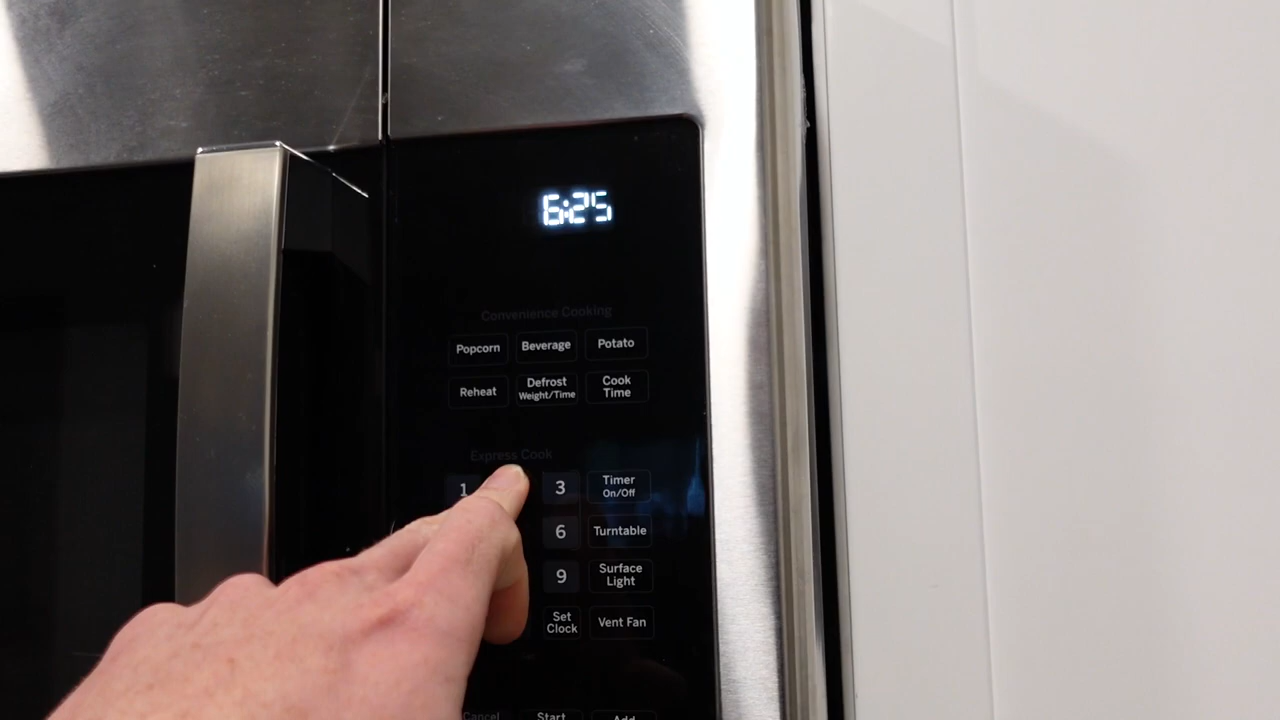 6:25
Convenience Cooking
Popcorn Beverage Potato
Reheat Defrost Weight/Time Cook Time
Express Cook
1 3 Timer On/Off
6 Turntable
9 Surface Light
Set Clock Vent Fan
Cancel Start Add